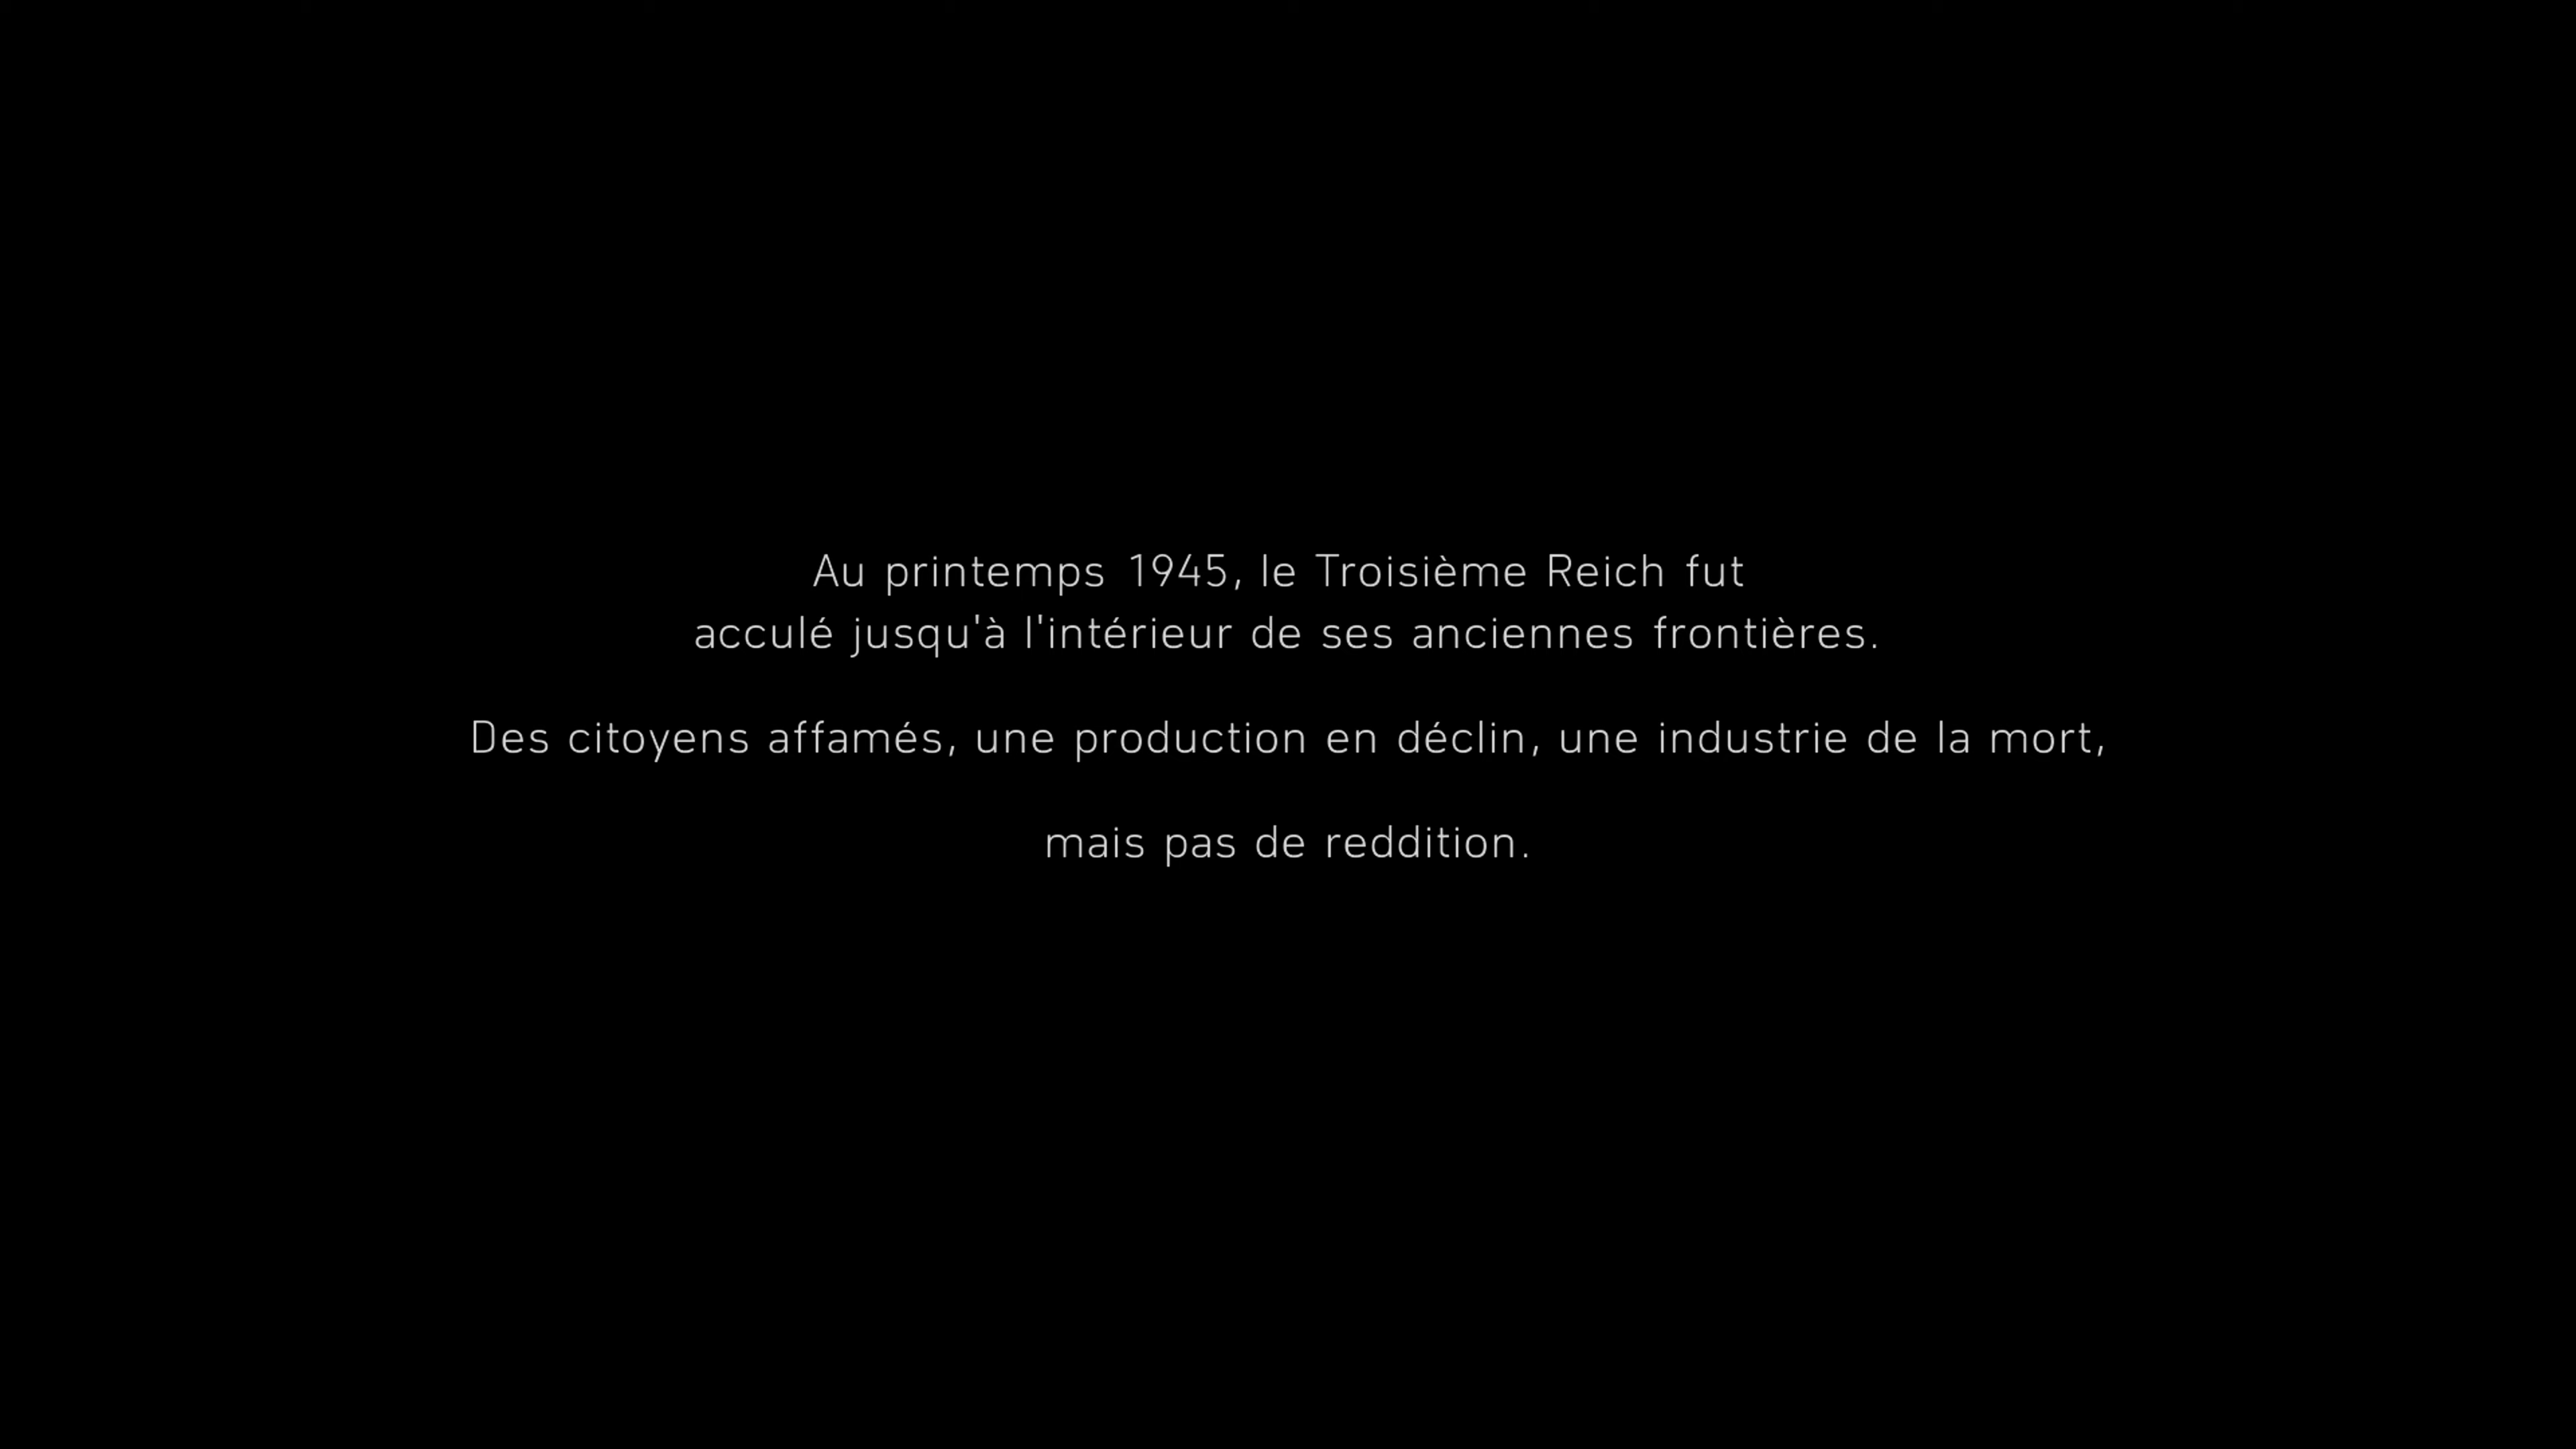 Au printemps 1945, le Troisième Reich fut
acculé jusqu'à l'intérieur de ses anciennes frontières.
Des citoyens affamés, une production en déclin, une industrie de la mort,
mais pas de reddition.